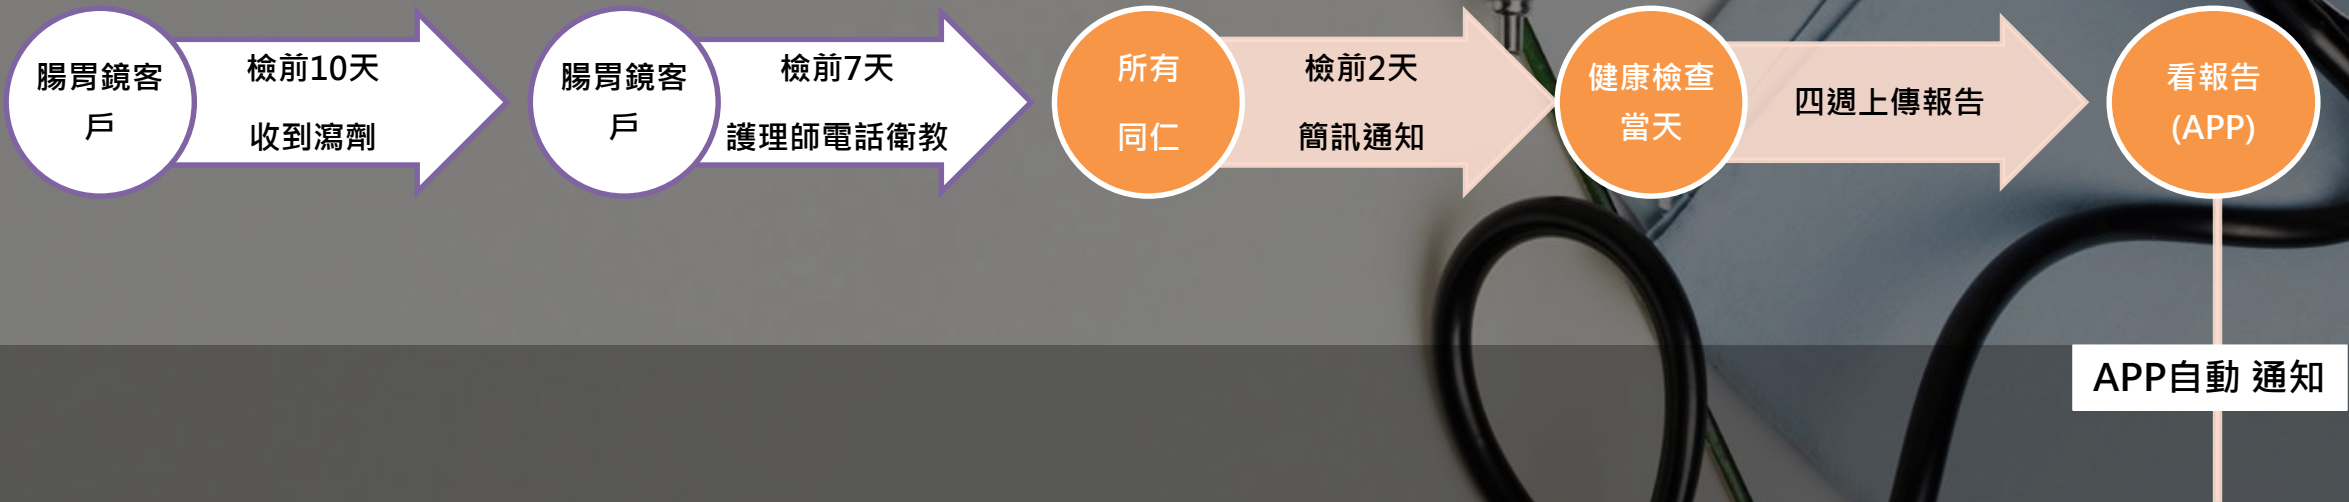 腸胃鏡客
戶
檢前10天
收到瀉劑
腸胃鏡客
戶
檢前7天
護理師電話衛教
所有
同仁
檢前2天
簡訊通知
健康檢查
當天
四週上傳報告
看報告
(APP)
APP自動 通知